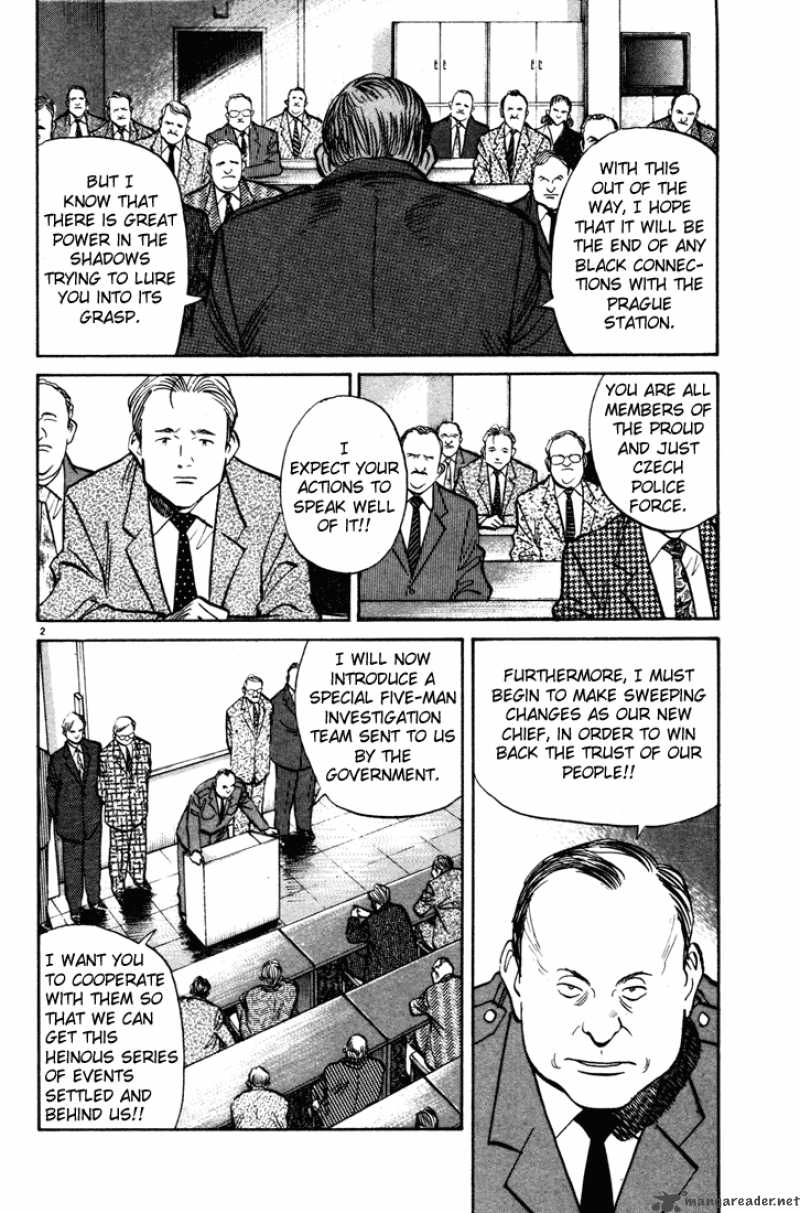 WITH THIS
OUT OF THE
WAY, I HOPE
THAT IT WILL BE
THE END OF ANY
BLACK CONNEC-
TIONS WITH THE
PRAGUE
STATION.
BUT I
KNOW THAT
THERE IS GREAT
POWER IN THE
SHADOWS
TRYING TO LURE
YOU INTO ITS
GRASP.
YOU ARE ALL
MEMBERS OF
THE PROUD
AND JUST
CZECH
POLICE
FORCE.
I
EXPECT YOUR
ACTIONS TO
SPEAK WELL
OF IT!!
2
FURTHERMORE, I MUST
BEGIN TO MAKE SWEEPING
CHANGES AS OUR NEW
CHIEF, IN ORDER TO WIN
BACK THE TRUST OF OUR
PEOPLE!!
I WILL NOW
INTRODUCE A
SPECIAL FIVE-MAN
INVESTIGATION
TEAM SENT TO US
BY THE
GOVERNMENT.
I WANT YOU
TO COOPERATE
WITH THEM SO
THAT WE CAN
GET THIS
HEINOUS SERIES
OF EVENTS
SETTLED AND
BEHIND US!!
mangareader.net